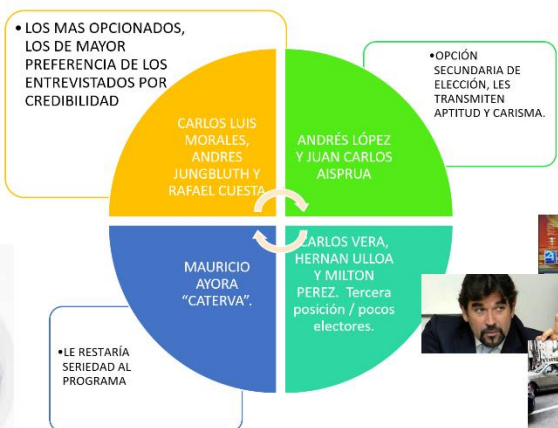 • LOS MAS OPCIONADOS,
LOS DE MAYOR
PREFERENCIA DE LOS
ENTREVISTADOS POR
CREDIBILIDAD
CARLOS LUIS
MORALES,
ANDRES
JUNGBLUTH Y
RAFAEL CUESTA
•OPCIÓN
SECUNDARIA DE
ELECCIÓN, LES
TRANSMITEN
APTITUD Y CARISMA.
ANDRÉS LÓPEZ
Y JUAN CARLOS
AISPRUA
MAURICIO
AYORA
“CATERVA”.
•LE RESTARÍA
SERIEDAD AL
PROGRAMA
CARLOS VERA,
HERNAN ULLOA
Y MILTON
PEREZ. Tercera
posición / pocos
electores.